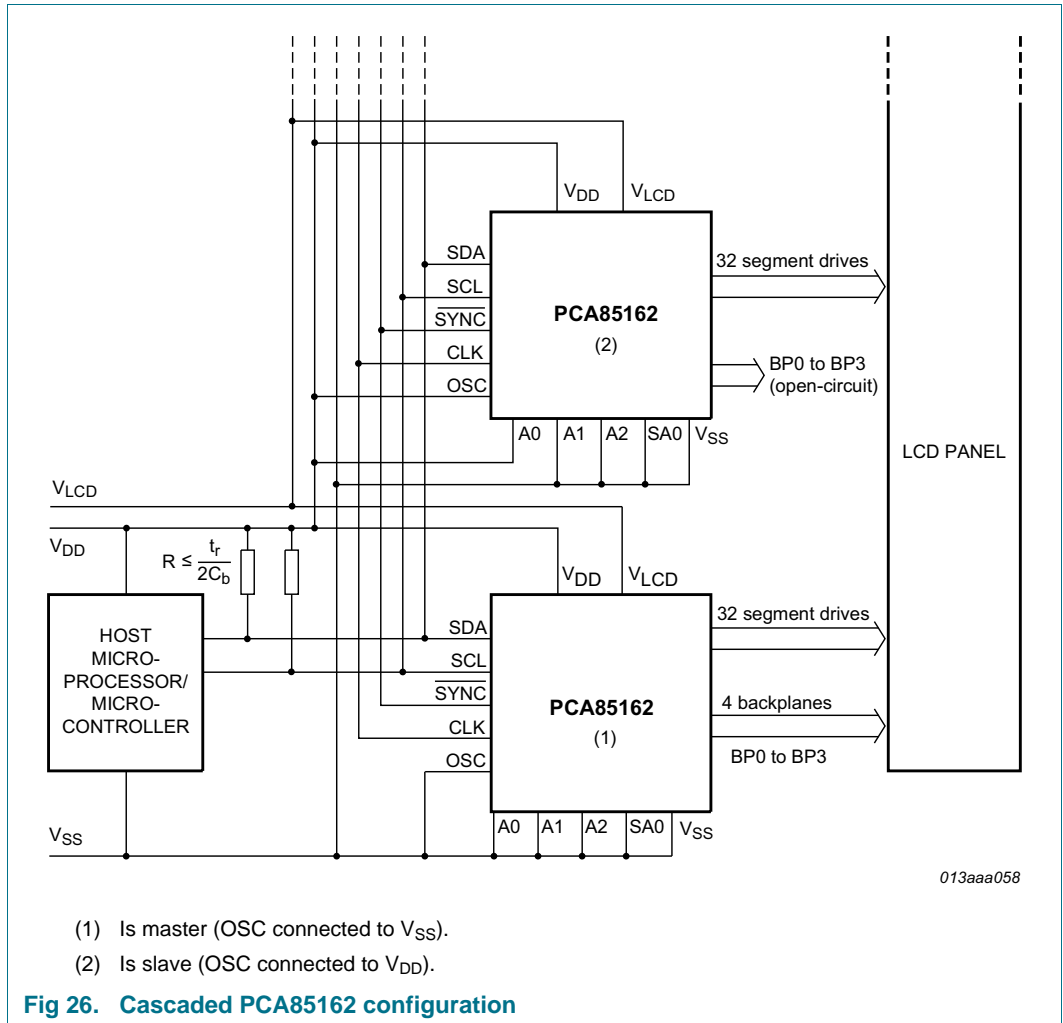 VDD
VLCD
SDA
SCL
SYNC
CLK
OSC
PCA85162
(2)
32 segment drives
BP0 to BP3
(open-circuit)
A0
A1
A2
SA0
VSS
LCD PANEL
VLCD
VDD
R ≤ tr
2Cb
HOST
MICRO-
PROCESSOR/
MICRO-
CONTROLLER
VDD
VLCD
SDA
SCL
SYNC
CLK
OSC
PCA85162
(1)
32 segment drives
4 backplanes
BP0 to BP3
A0
A1
A2
SA0
VSS
VSS
013aaa058
(1) Is master (OSC connected to VSS).
(2) Is slave (OSC connected to VDD).
Fig 26. Cascaded PCA85162 configuration